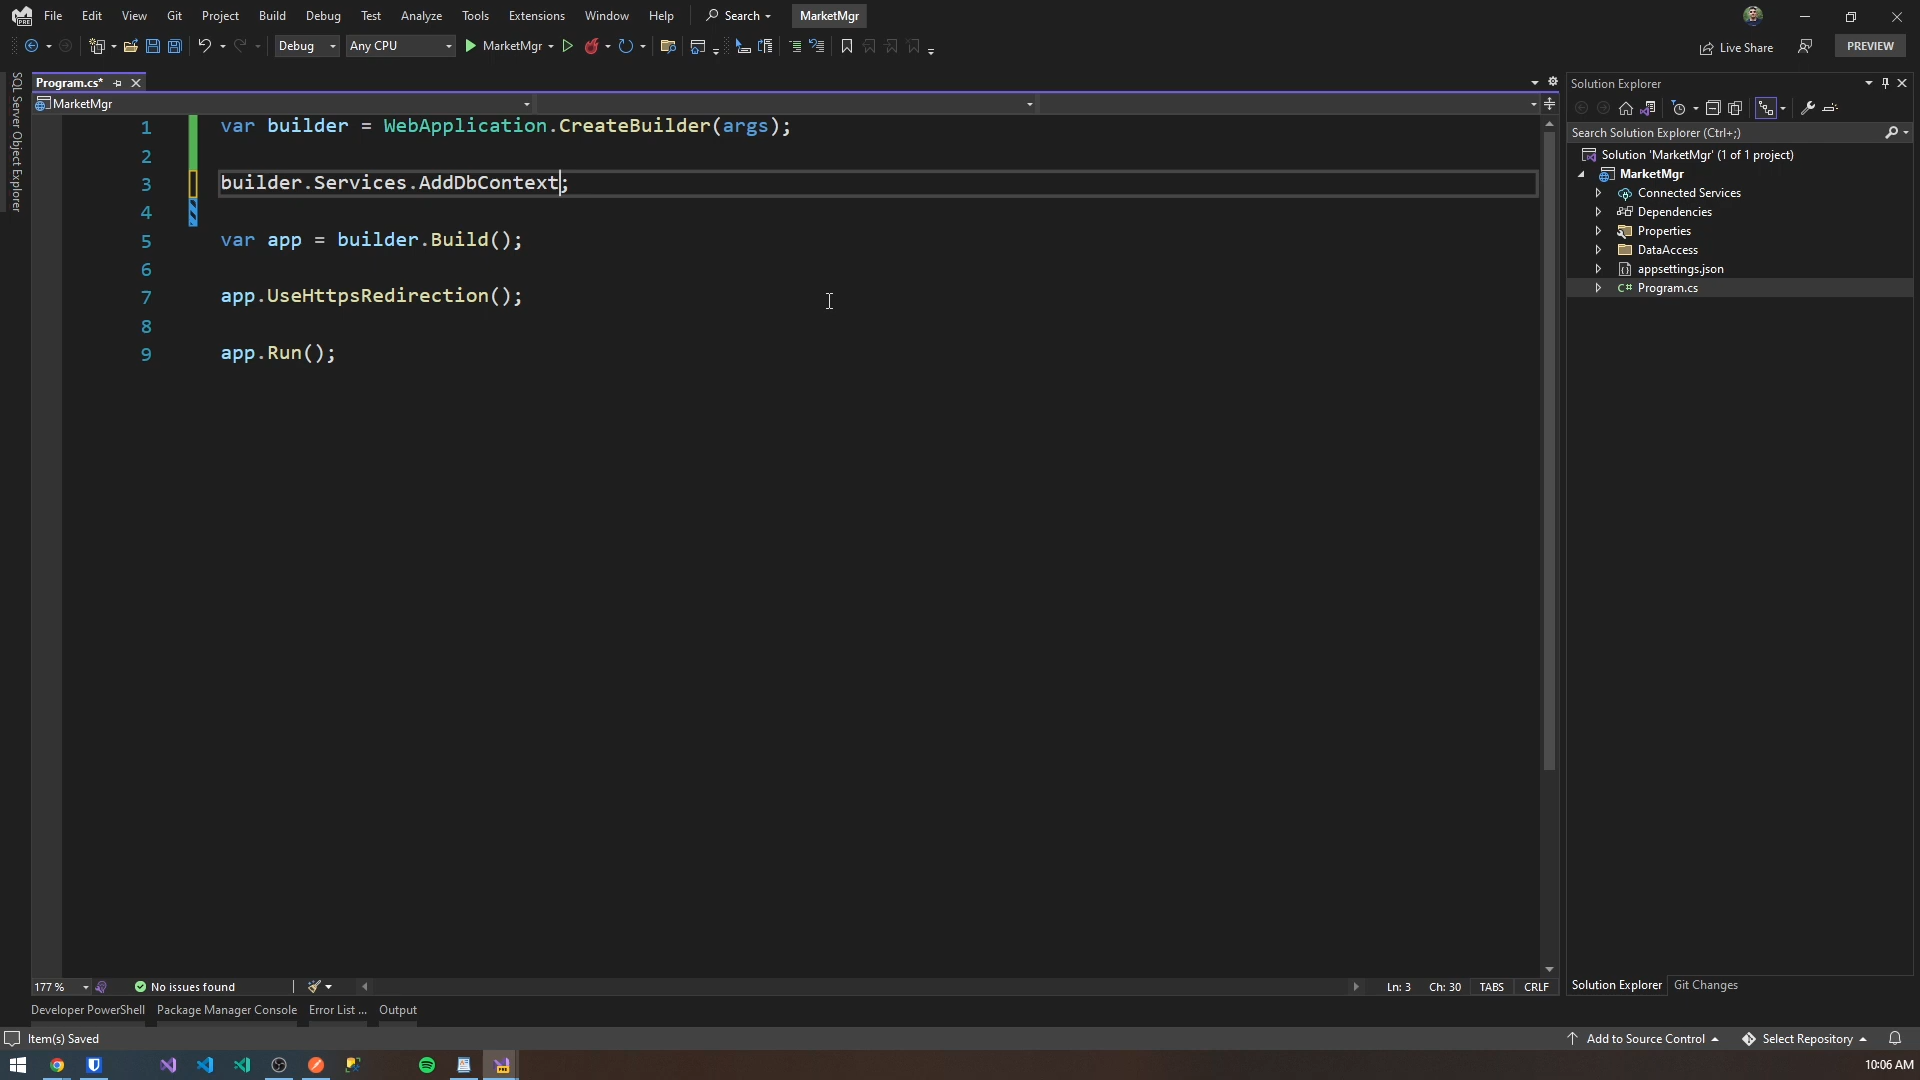 File Edit View Git Project Build Debug Test Analyze Tools Extensions Window Help Search MarketMgr
Debug Any CPU MarketMgr Live Share PREVIEW
SQL Server Object Explorer
Program.cs*
MarketMgr
1 var builder = WebApplication.CreateBuilder(args);
2
3 builder.Services.AddDbContext;
4
5 var app = builder.Build();
6
7 app.UseHttpsRedirection();
8
9 app.Run();
Solution Explorer
Search Solution Explorer (Ctrl+;)
Solution 'MarketMgr' (1 of 1 project)
MarketMgr
Connected Services
Dependencies
Properties
DataAccess
appsettings.json
C# Program.cs
Solution Explorer Git Changes
177 % No issues found Ln: 3 Ch: 30 TABS CRLF
Developer PowerShell Package Manager Console Error List ... Output
Item(s) Saved Add to Source Control Select Repository
10:06 AM